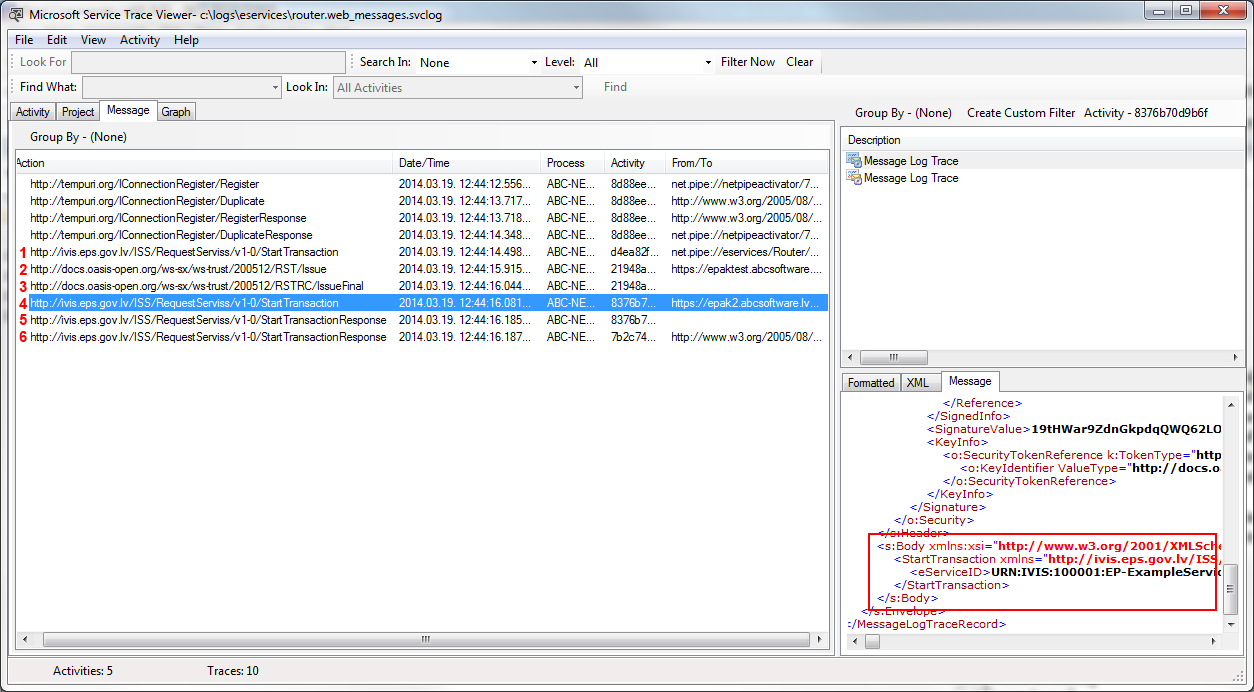 Microsoft Service Trace Viewer- c:\logs\eservices\router.web_messages.svclog
File Edit View Activity Help
Look For Search In: None Level: All Filter Now Clear
Find What: Look In: All Activities Find
Activity Project Message Graph
Group By - (None)
Action Date/Time Process Activity From/To
http://tempuri.org/IConnectionRegister/Register 2014.03.19. 12:44:12.556... ABC-NE... 8d88ee... net.pipe://netpipeactivator/7...
http://tempuri.org/IConnectionRegister/Duplicate 2014.03.19. 12:44:13.717... ABC-NE... 8d88ee... http://www.w3.org/2005/08/...
http://tempuri.org/IConnectionRegister/RegisterResponse 2014.03.19. 12:44:13.718... ABC-NE... 8d88ee... http://www.w3.org/2005/08/...
http://tempuri.org/IConnectionRegister/DuplicateResponse 2014.03.19. 12:44:14.348... ABC-NE... 8d88ee... net.pipe://netpipeactivator/7...
1 http://ivis.eps.gov.lv/ISS/RequestServiss/v1-0/StartTransaction 2014.03.19. 12:44:14.498... ABC-NE... d4ea82f... net.pipe://eservices/Router/...
2 http://docs.oasis-open.org/ws-sx/ws-trust/200512/RST/Issue 2014.03.19. 12:44:15.915... ABC-NE... 21948a... https://epaktest.abcsoftware....
3 http://docs.oasis-open.org/ws-sx/ws-trust/200512/RSTRC/IssueFinal 2014.03.19. 12:44:16.044... ABC-NE... 21948a...
4 http://ivis.eps.gov.lv/ISS/RequestServiss/v1-0/StartTransaction 2014.03.19. 12:44:16.081... ABC-NE... 8376b7... https://epak2.abcsoftware.lv...
5 http://ivis.eps.gov.lv/ISS/RequestServiss/v1-0/StartTransactionResponse 2014.03.19. 12:44:16.185... ABC-NE... 8376b7...
6 http://ivis.eps.gov.lv/ISS/RequestServiss/v1-0/StartTransactionResponse 2014.03.19. 12:44:16.187... ABC-NE... 7b2c74... http://www.w3.org/2005/08/...
Group By - (None) Create Custom Filter Activity - 8376b70d9b6f
Description
Message Log Trace
Message Log Trace
Formatted XML Message
</Reference>
</SignedInfo>
<SignatureValue>19tHWar9ZdnGkpdqQWQ62LO
<KeyInfo>
<o:SecurityTokenReference k:TokenType="http
<o:KeyIdentifier ValueType="http://docs.o
</o:SecurityTokenReference>
</KeyInfo>
</Signature>
</o:Security>
</s:Header>
<s:Body xmlns:xsi="http://www.w3.org/2001/XMLSche
<StartTransaction xmlns="http://ivis.eps.gov.lv/ISS/
<eServiceID>URN:IVIS:100001:EP-ExampleServic
</StartTransaction>
</s:Body>
</s:Envelope>
:/MessageLogTraceRecord>
Activities: 5 Traces: 10